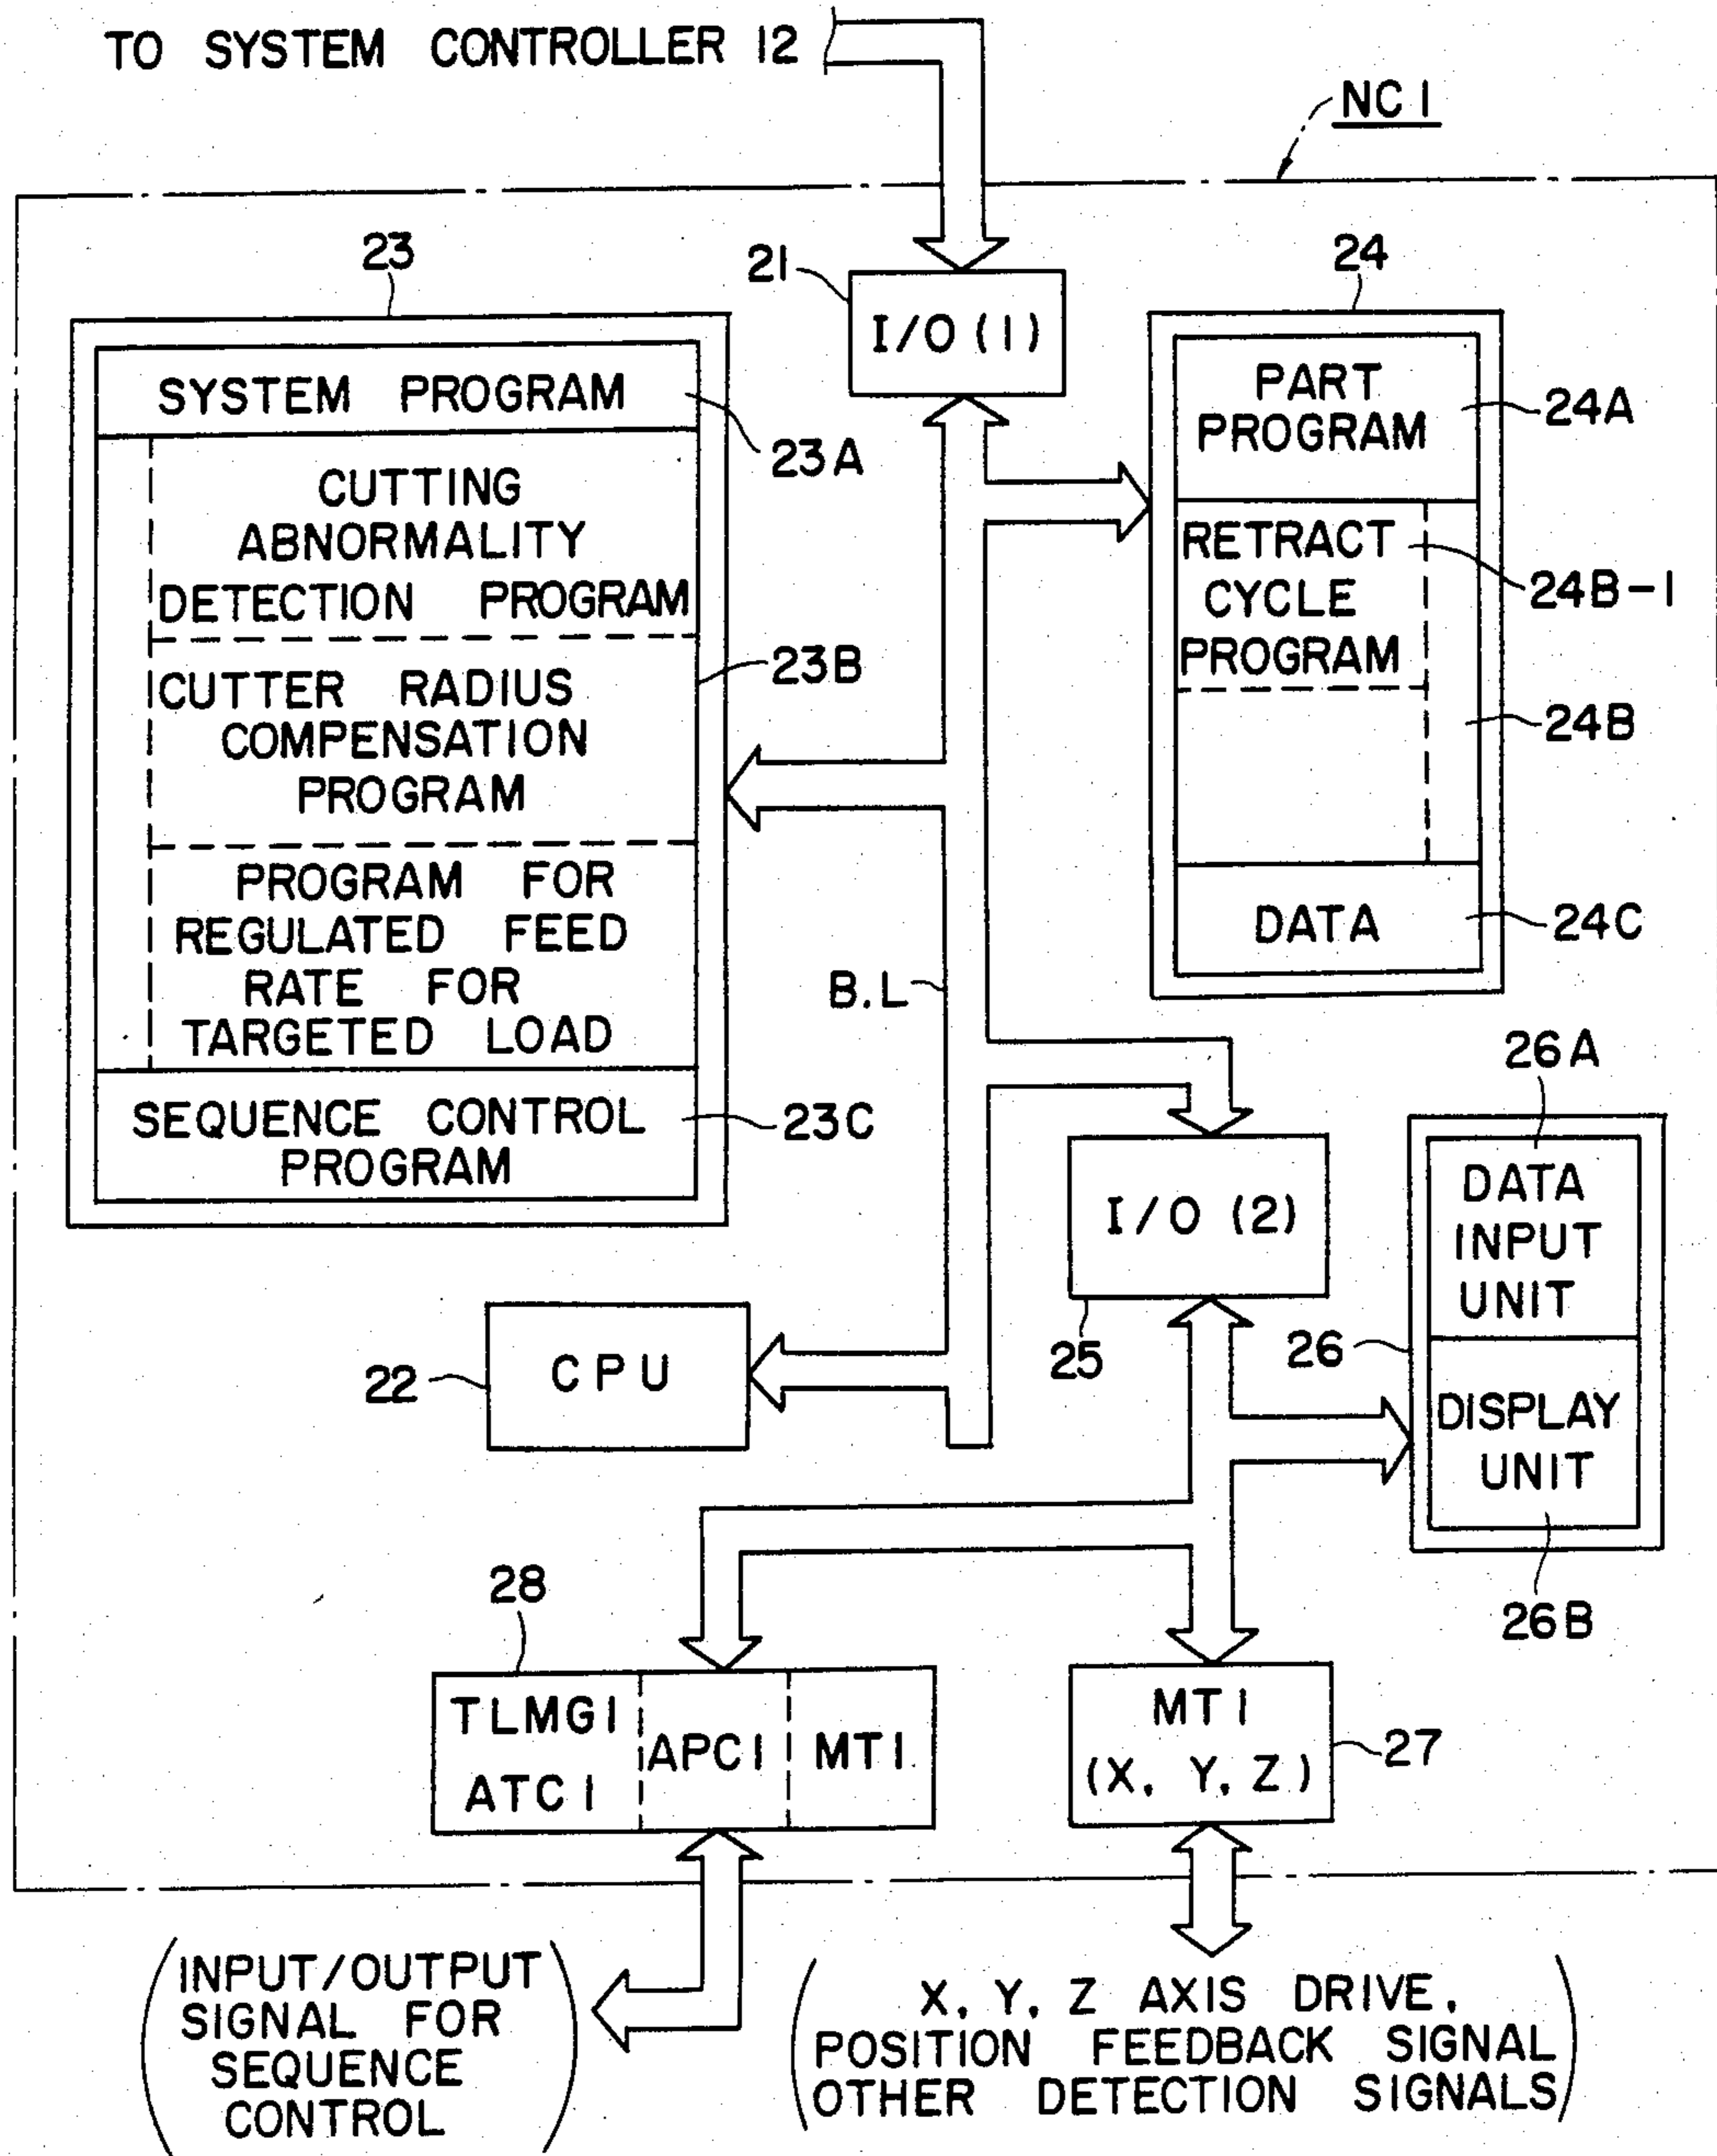 TO SYSTEM CONTROLLER 12
NC1
23
21
24
I/O (1)
SYSTEM PROGRAM
23A
CUTTING
ABNORMALITY
DETECTION PROGRAM
23B
CUTTER RADIUS
COMPENSATION
PROGRAM
PROGRAM FOR
REGULATED FEED
RATE FOR
TARGETED LOAD
SEQUENCE CONTROL
PROGRAM
23C
PART
PROGRAM
24A
RETRACT
CYCLE
PROGRAM
24B-1
24B
DATA
24C
B.L
26A
I/O (2)
25
DATA
INPUT
UNIT
26
DISPLAY
UNIT
26B
22
CPU
28
TLMG1
ATC1
APC1
MT1
MT1
(X, Y, Z)
27
(INPUT/OUTPUT
SIGNAL FOR
SEQUENCE
CONTROL)
(X, Y, Z AXIS DRIVE,
POSITION FEEDBACK SIGNAL
OTHER DETECTION SIGNALS)